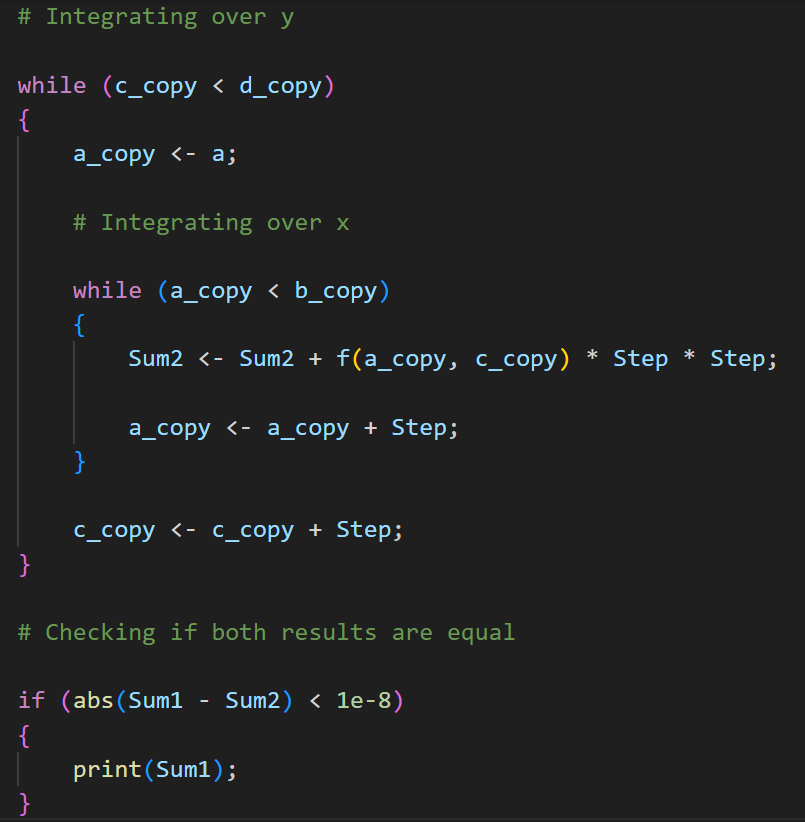 # Integrating over y
while (c_copy < d_copy)
{
a_copy <- a;
# Integrating over x
while (a_copy < b_copy)
{
Sum2 <- Sum2 + f(a_copy, c_copy) * Step * Step;
a_copy <- a_copy + Step;
}
c_copy <- c_copy + Step;
}
# Checking if both results are equal
if (abs(Sum1 - Sum2) < 1e-8)
{
print(Sum1);
}